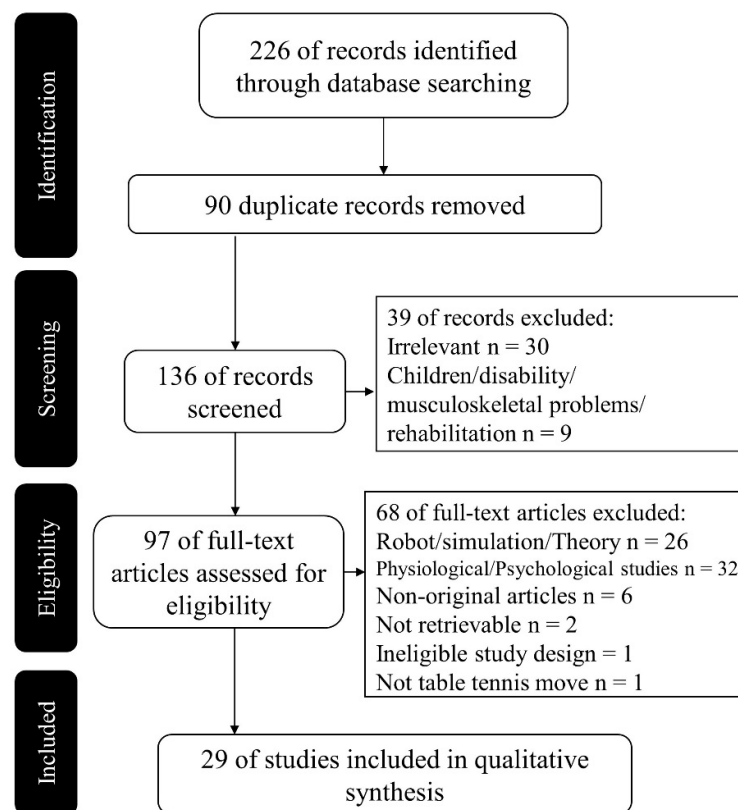 Identification
226 of records identified
through database searching
90 duplicate records removed
Screening
136 of records
screened
39 of records excluded:
Irrelevant n = 30
Children/disability/
musculoskeletal problems/
rehabilitation n = 9
Eligibility
97 of full-text
articles assessed for
eligibility
68 of full-text articles excluded:
Robot/simulation/Theory n = 26
Physiological/Psychological studies n = 32
Non-original articles n = 6
Not retrievable n = 2
Ineligible study design = 1
Not table tennis move n = 1
Included
29 of studies included in qualitative
synthesis